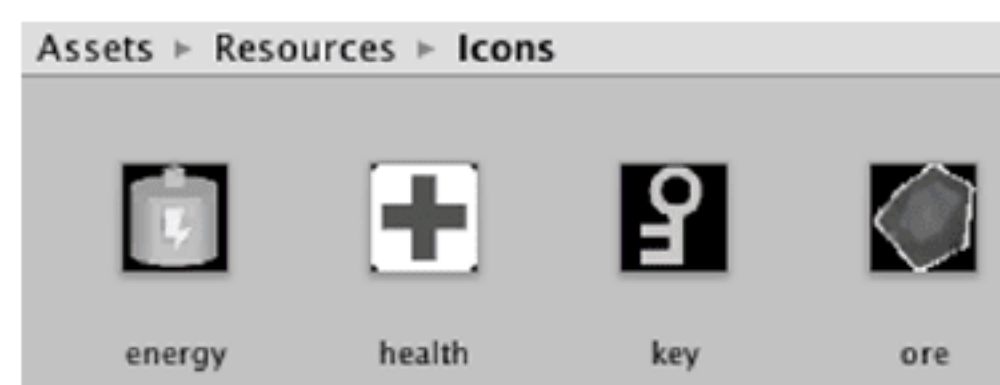 Assets ▸ Resources ▸ Icons
energy health key ore